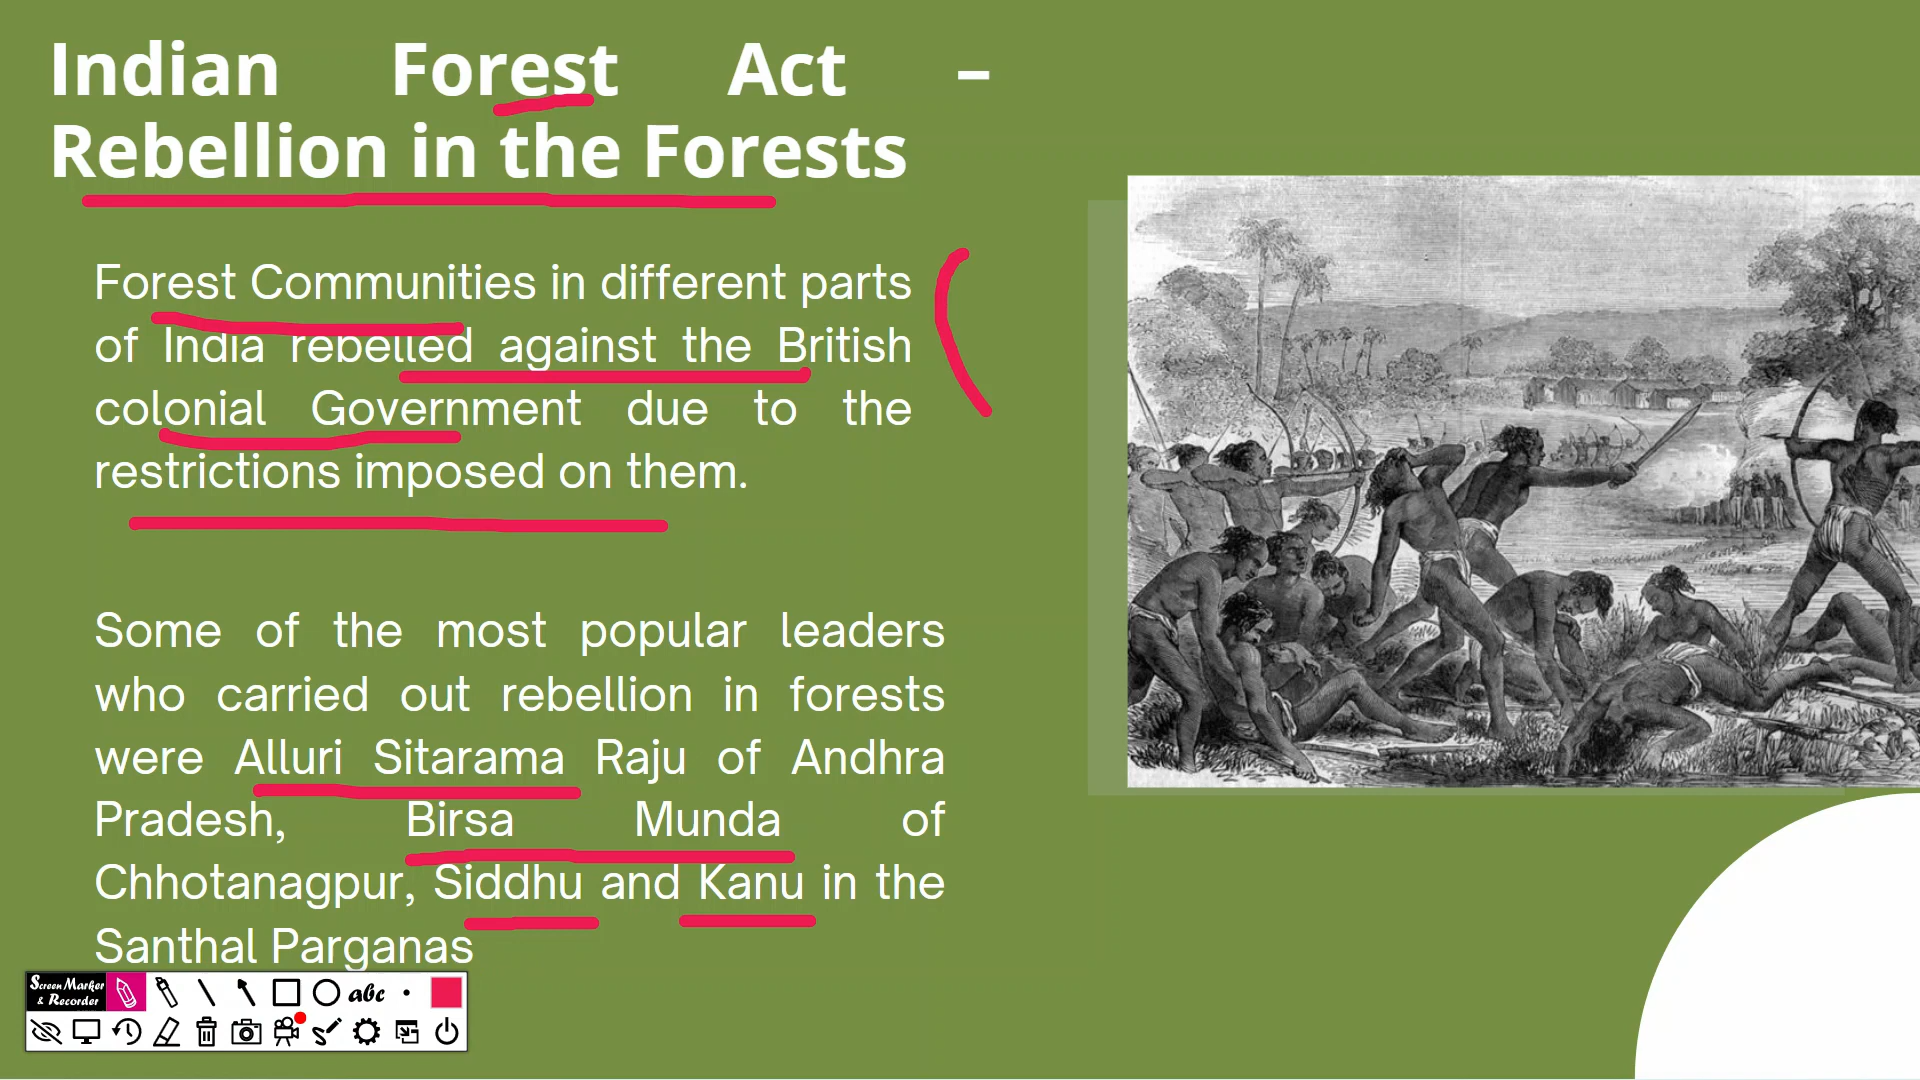 Indian Forest Act –
Rebellion in the Forests
Forest Communities in different parts
of India rebelled against the British
colonial Government due to the
restrictions imposed on them.
Some of the most popular leaders
who carried out rebellion in forests
were Alluri Sitarama Raju of Andhra
Pradesh, Birsa Munda of
Chhotanagpur, Siddhu and Kanu in the
Santhal Parganas
Screen Marker
& Recorder
abc